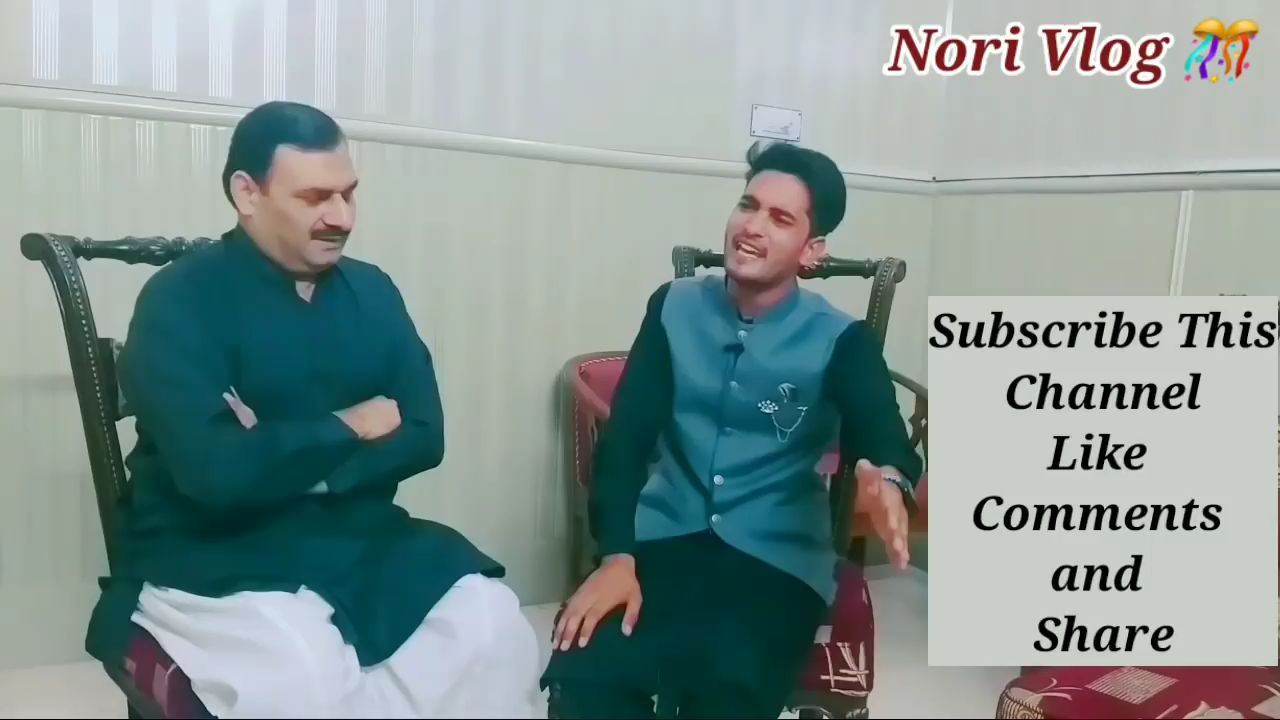 Nori Vlog 🎊
Subscribe This
Channel
Like
Comments
and
Share